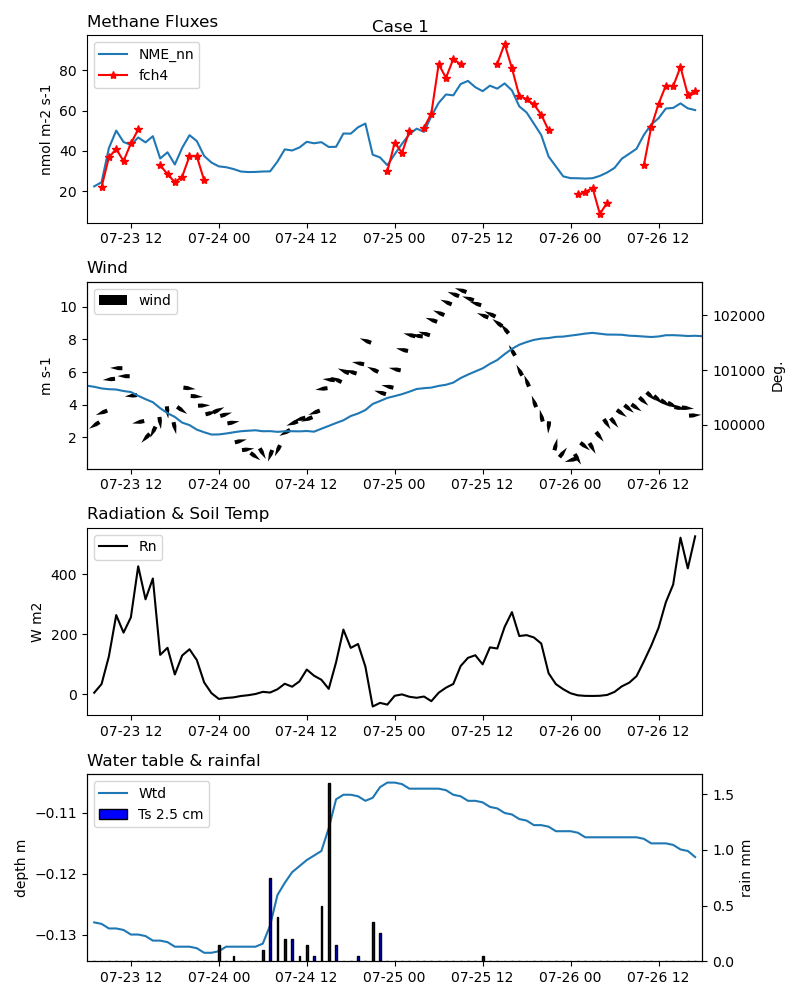 Case 1
Methane Fluxes
NME_nn
fch4
nmol m-2 s-1
80
60
40
20
07-23 12 07-24 00 07-24 12 07-25 00 07-25 12 07-26 00 07-26 12
Wind
wind
m s-1
10
8
6
4
2
102000
101000
100000
Deg.
07-23 12 07-24 00 07-24 12 07-25 00 07-25 12 07-26 00 07-26 12
Radiation & Soil Temp
Rn
W m2
400
200
0
07-23 12 07-24 00 07-24 12 07-25 00 07-25 12 07-26 00 07-26 12
Water table & rainfal
Wtd
Ts 2.5 cm
depth m
−0.11
−0.12
−0.13
1.5
1.0
0.5
0.0
rain mm
07-23 12 07-24 00 07-24 12 07-25 00 07-25 12 07-26 00 07-26 12